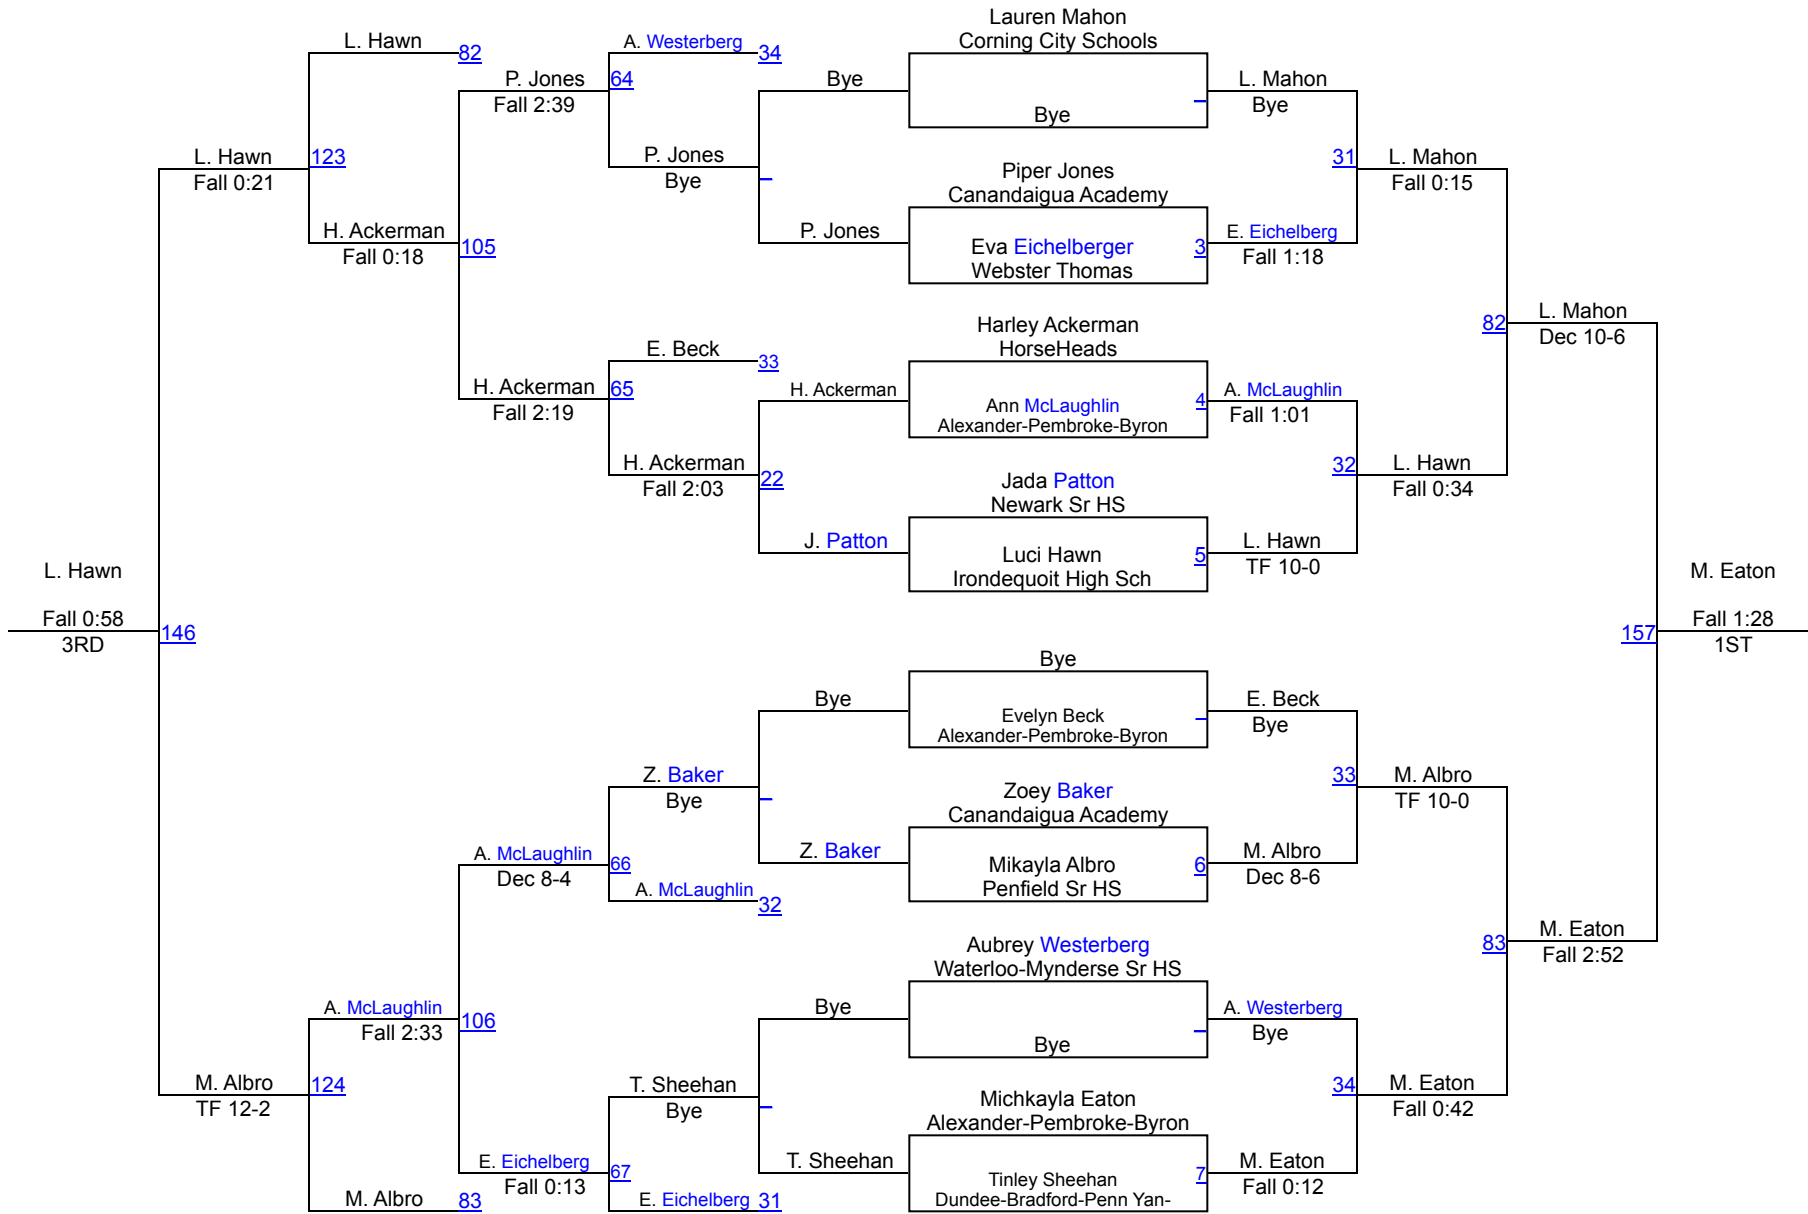 Lauren Mahon
Corning City Schools
L. Hawn
82
A. Westerberg
34
P. Jones
64
Fall 2:39
Bye
L. Mahon
Bye
Bye
L. Hawn
123
Fall 0:21
P. Jones
Bye
31
L. Mahon
Fall 0:15
Piper Jones
Canandaigua Academy
H. Ackerman
105
Fall 0:18
P. Jones
Eva Eichelberger
3
Webster Thomas
E. Eichelberg
Fall 1:18
L. Mahon
82
Dec 10-6
Harley Ackerman
HorseHeads
E. Beck
33
H. Ackerman
65
Fall 2:19
H. Ackerman
Ann McLaughlin
4
Alexander-Pembroke-Byron
A. McLaughlin
Fall 1:01
H. Ackerman
22
Fall 2:03
32
L. Hawn
Fall 0:34
Jada Patton
Newark Sr HS
J. Patton
Luci Hawn
5
Irondequoit High Sch
L. Hawn
TF 10-0
L. Hawn
Fall 0:58
146
3RD
M. Eaton
Fall 1:28
157
1ST
Bye
Bye
Evelyn Beck
Alexander-Pembroke-Byron
E. Beck
Bye
Z. Baker
Bye
33
M. Albro
TF 10-0
Zoey Baker
Canandaigua Academy
Z. Baker
Mikayla Albro
6
Penfield Sr HS
M. Albro
Dec 8-6
A. McLaughlin
66
Dec 8-4
A. McLaughlin
32
83
M. Eaton
Fall 2:52
Aubrey Westerberg
Waterloo-Mynderse Sr HS
A. McLaughlin
106
Fall 2:33
Bye
Bye
A. Westerberg
Bye
M. Albro
124
TF 12-2
T. Sheehan
Bye
34
M. Eaton
Fall 0:42
Michkayla Eaton
Alexander-Pembroke-Byron
E. Eichelberg
67
Fall 0:13
T. Sheehan
Tinley Sheehan
7
Dundee-Bradford-Penn Yan-
M. Eaton
Fall 0:12
M. Albro
83
E. Eichelberg
31